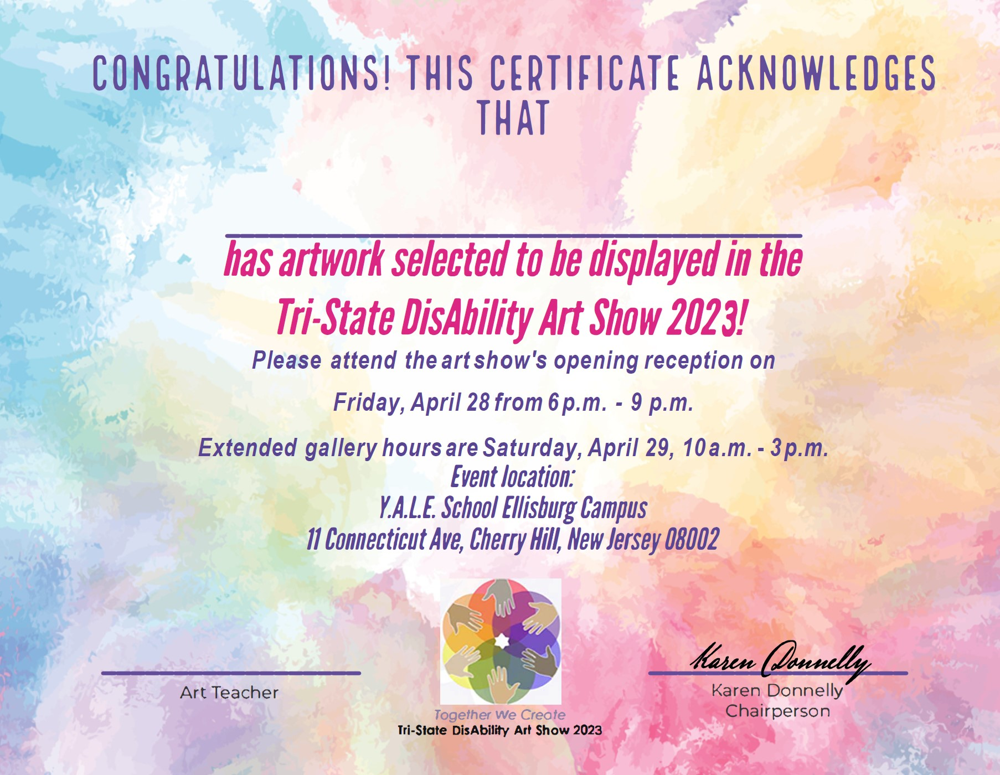 CONGRATULATIONS! THIS CERTIFICATE ACKNOWLEDGES
THAT
has artwork selected to be displayed in the
Tri-State DisAbility Art Show 2023!
Please attend the art show's opening reception on
Friday, April 28 from 6 p.m. - 9 p.m.
Extended gallery hours are Saturday, April 29, 10 a.m. - 3 p.m.
Event location:
Y.A.L.E. School Ellisburg Campus
11 Connecticut Ave, Cherry Hill, New Jersey 08002
Karen Donnelly
Art Teacher
Karen Donnelly
Chairperson
Together We Create
Tri-State DisAbility Art Show 2023